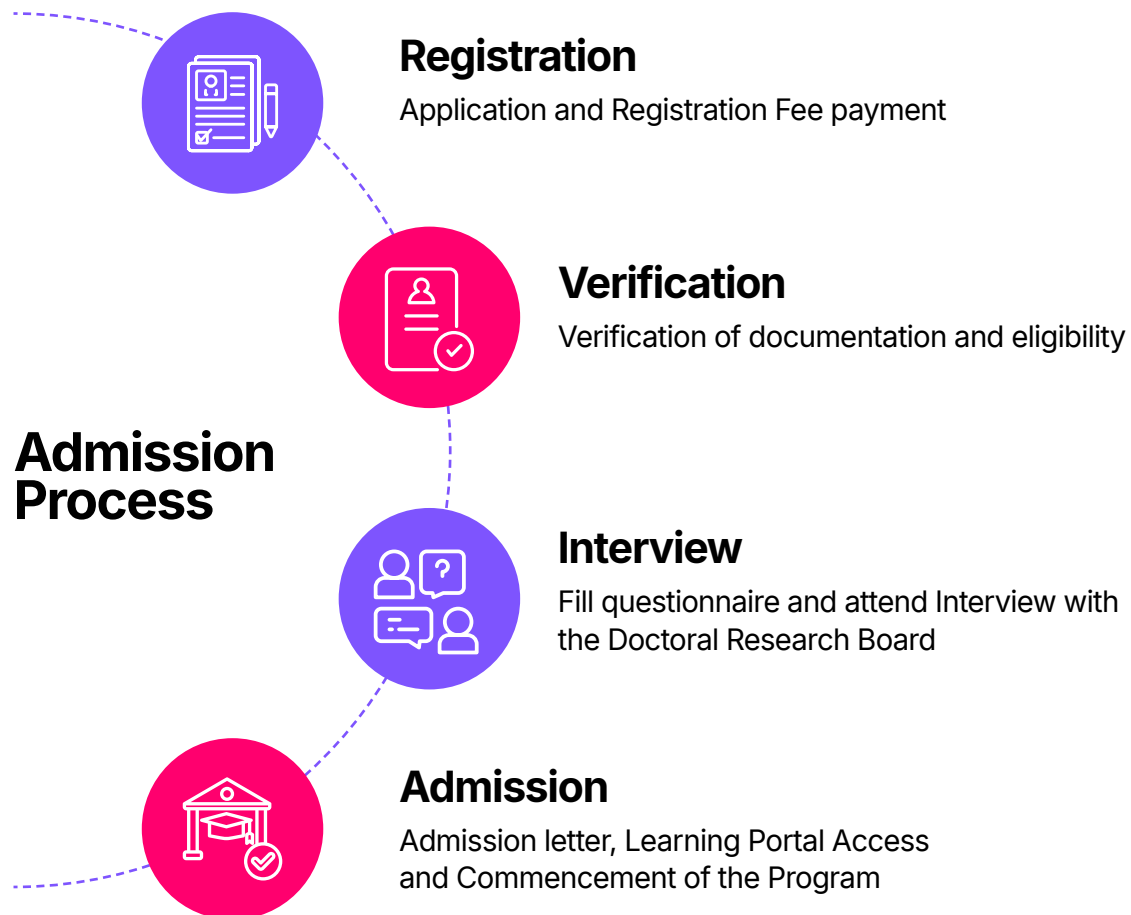 Registration
Application and Registration Fee payment
Verification
Verification of documentation and eligibility
Admission
Process
Interview
Fill questionnaire and attend Interview with
the Doctoral Research Board
Admission
Admission letter, Learning Portal Access
and Commencement of the Program